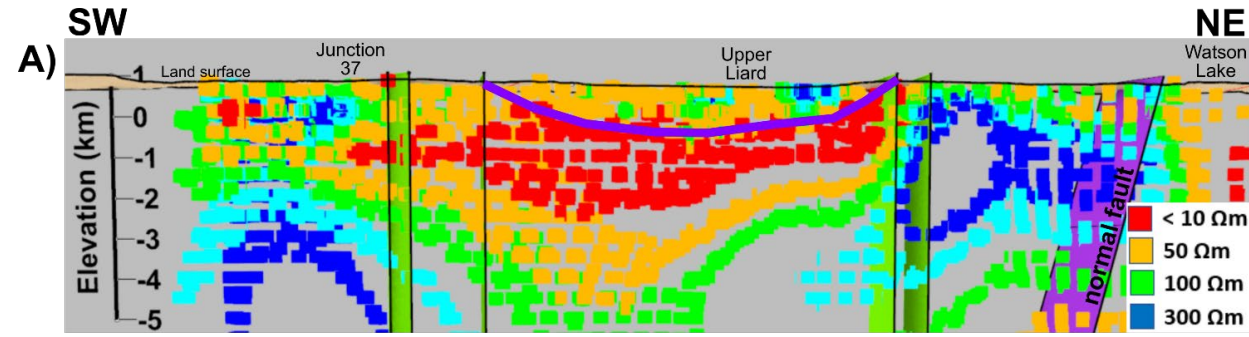 SW
NE
A)
Junction
37
Upper
Liard
Watson
Lake
Land surface
1
0
-1
-2
-3
-4
-5
Elevation (km)
normal fault
< 10 Ωm
50 Ωm
100 Ωm
300 Ωm